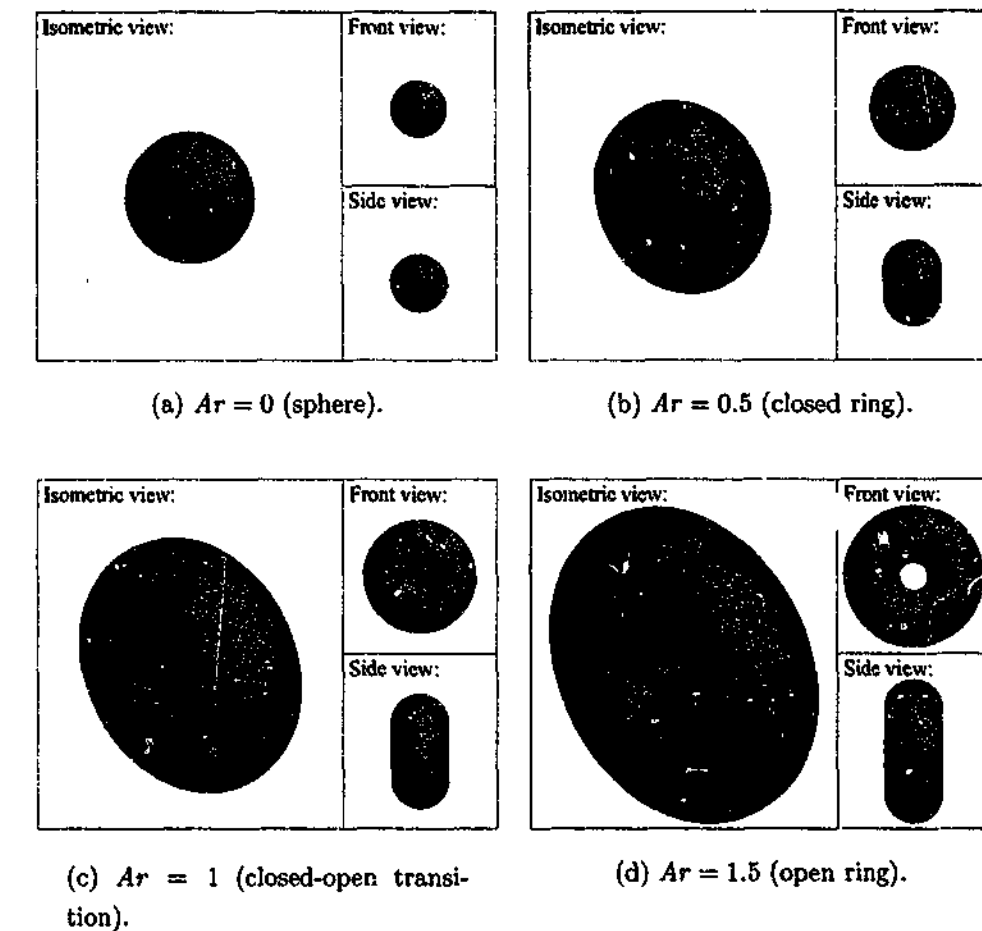 Isometric view:
Front view:
Side view:
(a) Ar = 0 (sphere).
Isometric view:
Front view:
Side view:
(b) Ar = 0.5 (closed ring).
Isometric view:
Front view:
Side view:
(c) Ar = 1 (closed-open transi-
tion).
Isometric view:
Front view:
Side view:
(d) Ar = 1.5 (open ring).